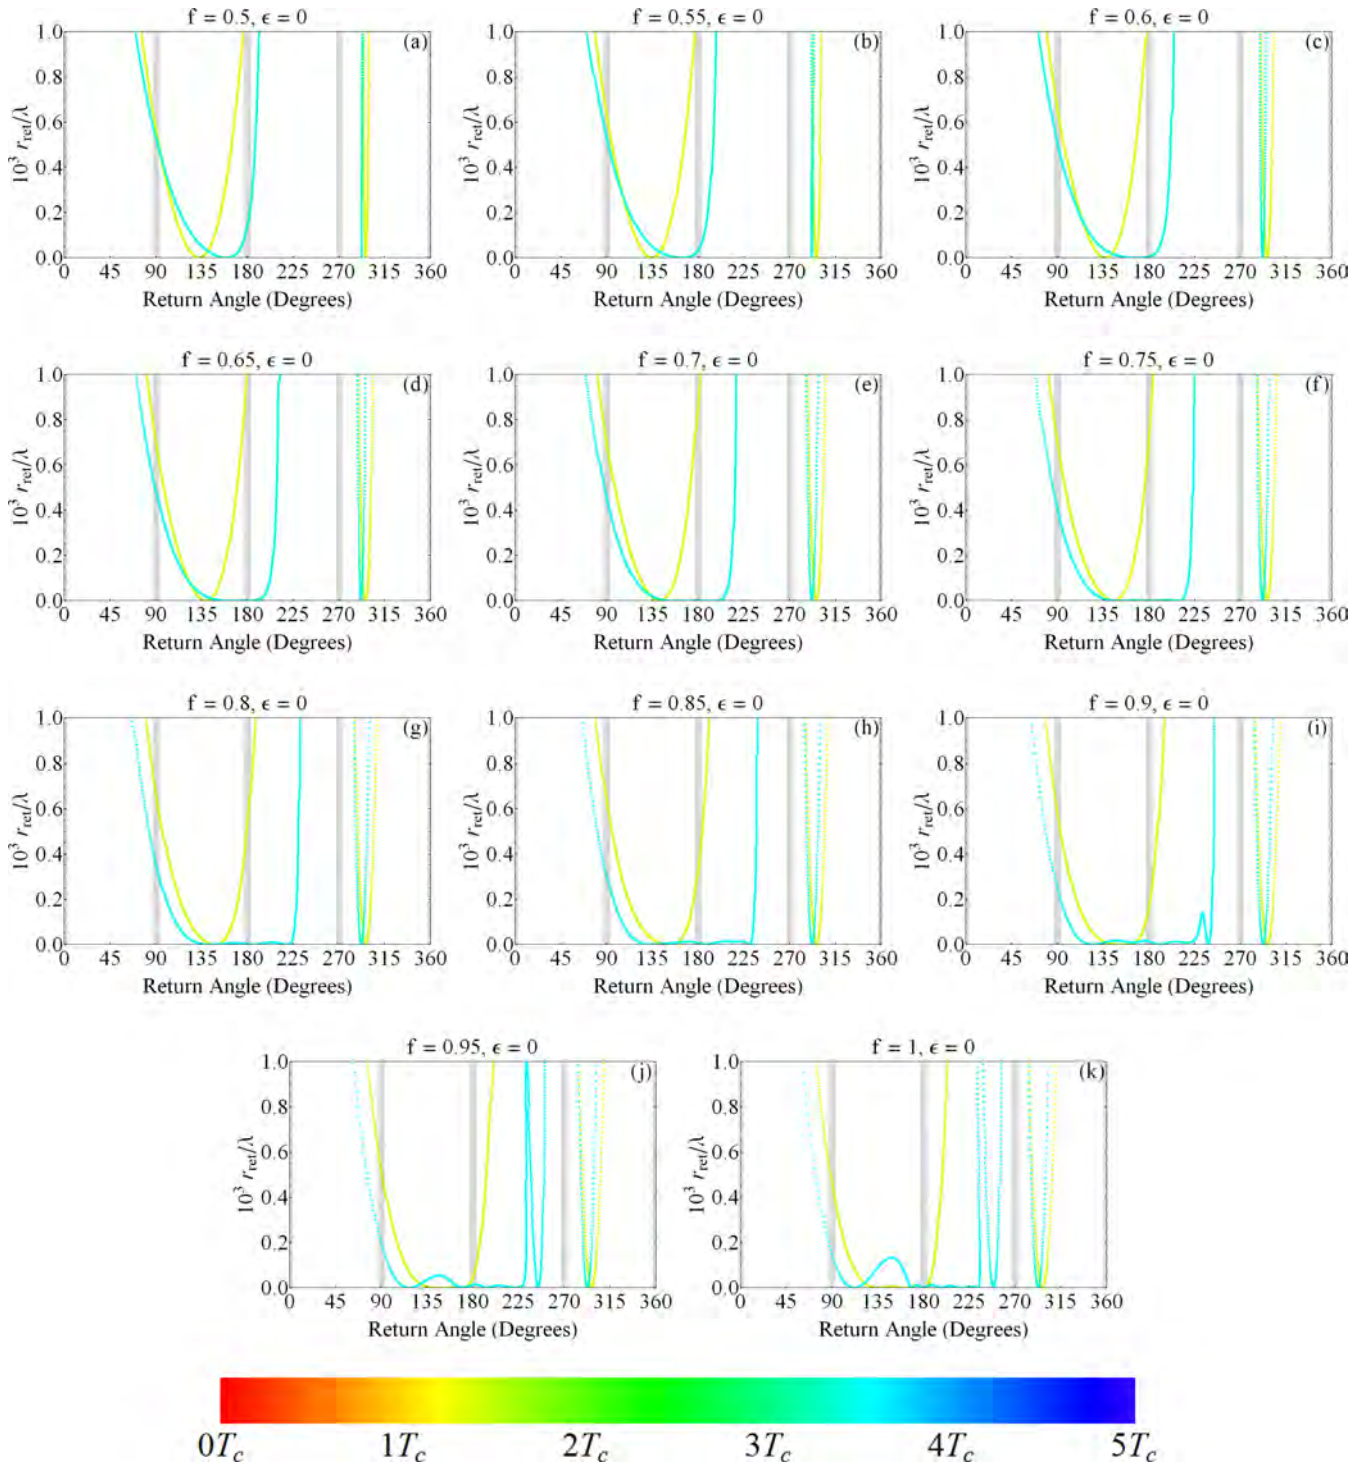 f = 0.5, ϵ = 0
f = 0.55, ϵ = 0
f = 0.6, ϵ = 0
(a)
(b)
(c)
10³ r_ret/λ
1.0
0.8
0.6
0.4
0.2
0.0
0 45 90 135 180 225 270 315 360
Return Angle (Degrees)
10³ r_ret/λ
1.0
0.8
0.6
0.4
0.2
0.0
0 45 90 135 180 225 270 315 360
Return Angle (Degrees)
10³ r_ret/λ
1.0
0.8
0.6
0.4
0.2
0.0
0 45 90 135 180 225 270 315 360
Return Angle (Degrees)
f = 0.65, ϵ = 0
f = 0.7, ϵ = 0
f = 0.75, ϵ = 0
(d)
(e)
(f)
10³ r_ret/λ
1.0
0.8
0.6
0.4
0.2
0.0
0 45 90 135 180 225 270 315 360
Return Angle (Degrees)
10³ r_ret/λ
1.0
0.8
0.6
0.4
0.2
0.0
0 45 90 135 180 225 270 315 360
Return Angle (Degrees)
10³ r_ret/λ
1.0
0.8
0.6
0.4
0.2
0.0
0 45 90 135 180 225 270 315 360
Return Angle (Degrees)
f = 0.8, ϵ = 0
f = 0.85, ϵ = 0
f = 0.9, ϵ = 0
(g)
(h)
(i)
10³ r_ret/λ
1.0
0.8
0.6
0.4
0.2
0.0
0 45 90 135 180 225 270 315 360
Return Angle (Degrees)
10³ r_ret/λ
1.0
0.8
0.6
0.4
0.2
0.0
0 45 90 135 180 225 270 315 360
Return Angle (Degrees)
10³ r_ret/λ
1.0
0.8
0.6
0.4
0.2
0.0
0 45 90 135 180 225 270 315 360
Return Angle (Degrees)
f = 0.95, ϵ = 0
f = 1, ϵ = 0
(j)
(k)
10³ r_ret/λ
1.0
0.8
0.6
0.4
0.2
0.0
0 45 90 135 180 225 270 315 360
Return Angle (Degrees)
10³ r_ret/λ
1.0
0.8
0.6
0.4
0.2
0.0
0 45 90 135 180 225 270 315 360
Return Angle (Degrees)
0T_c 1T_c 2T_c 3T_c 4T_c 5T_c